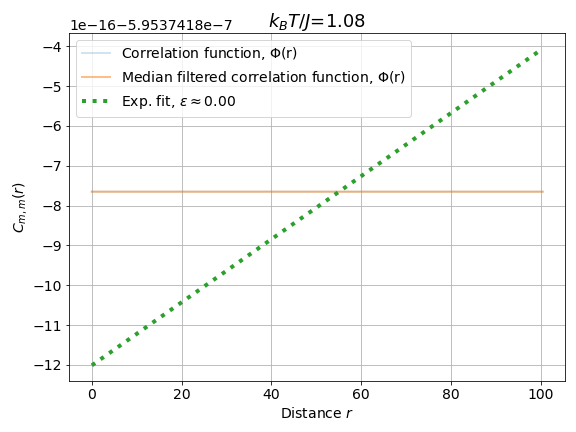 1e−16−5.9537418e−7
k_BT/J=1.08
Correlation function, Φ(r)
Median filtered correlation function, Φ(r)
Exp. fit, ε ≈ 0.00
C_{m,m}(r)
−4
−5
−6
−7
−8
−9
−10
−11
−12
0 20 40 60 80 100
Distance r